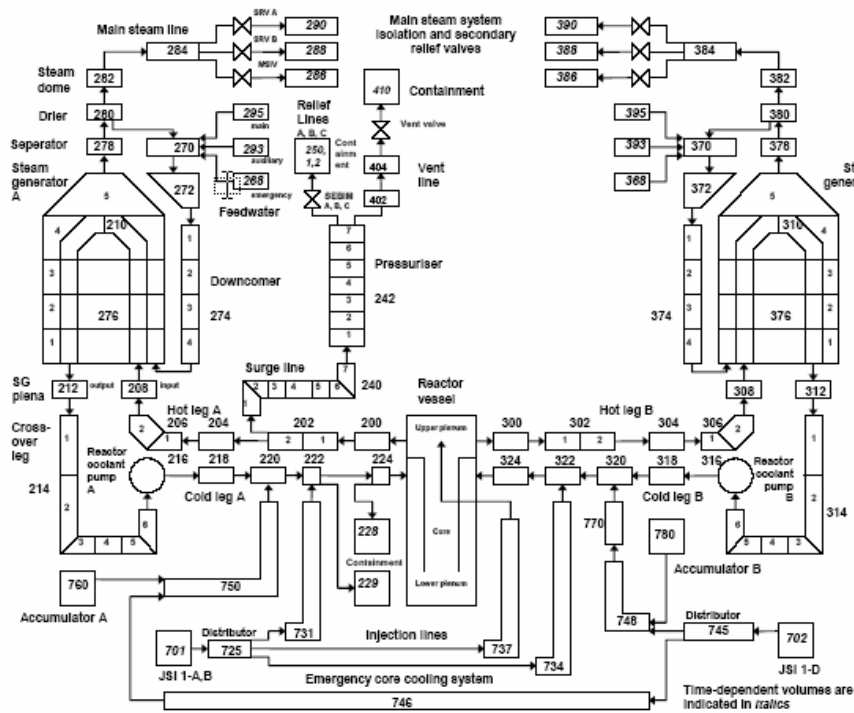 Main steam line
SRV A
290
SRV B
284
288
MSIV
286
Main steam system
isolation and secondary
relief valves
390
388
384
386
Steam
dome
282
382
Drier
280
380
Seperator
278
378
Steam
generator
A
270
295
main
293
auxiliary
268
emergency
Feedwater
272
Relief
Lines
A, B, C
250,
1,2
Containment
SEBIM
A, B, C
410
Containment
Vent valve
404
Vent
line
402
395
393
368
370
372
Steam
gene
5
210
4
3
2
1
276
1
2
3
4
Downcomer
274
7
6
5
4
3
2
1
Pressuriser
242
374
1
2
3
4
5
310
4
3
2
1
376
SG
plena
212
output
208
input
Surge line
1
2
3
4
5
6
7
240
Reactor
vessel
308
312
Cross-
over
leg
214
1
2
3
4
5
6
Hot leg A
2
1
206
204
202
2
1
200
Upper plenum
Core
Lower plenum
300
302
1
2
Hot leg B
304
306
1
2
Reactor
coolant
pump
A
216
218
220
222
224
Cold leg A
324
322
320
318
316
Cold leg B
Reactor
coolant
pump
B
1
2
3
4
5
6
314
228
Containment
229
770
780
Accumulator B
760
Accumulator A
750
701
JSI 1-A,B
Distributor
725
731
Injection lines
737
734
748
Distributor
745
702
JSI 1-D
Emergency core cooling system
746
Time-dependent volumes are
indicated in italics